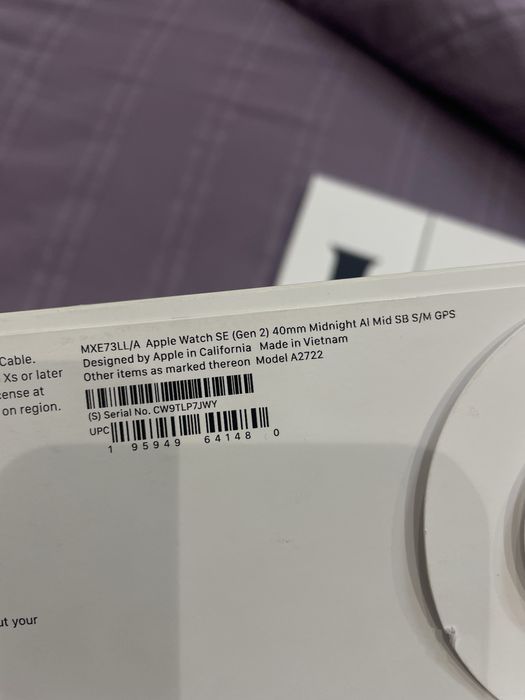 Cable.
Xs or later
ense at
on region.
MXE73LL/A Apple Watch SE (Gen 2) 40mm Midnight Al Mid SB S/M GPS
Designed by Apple in California Made in Vietnam
Other items as marked thereon Model A2722
(S) Serial No. CW9TLP7JWY
UPC
1 95949 64148 0
ut your